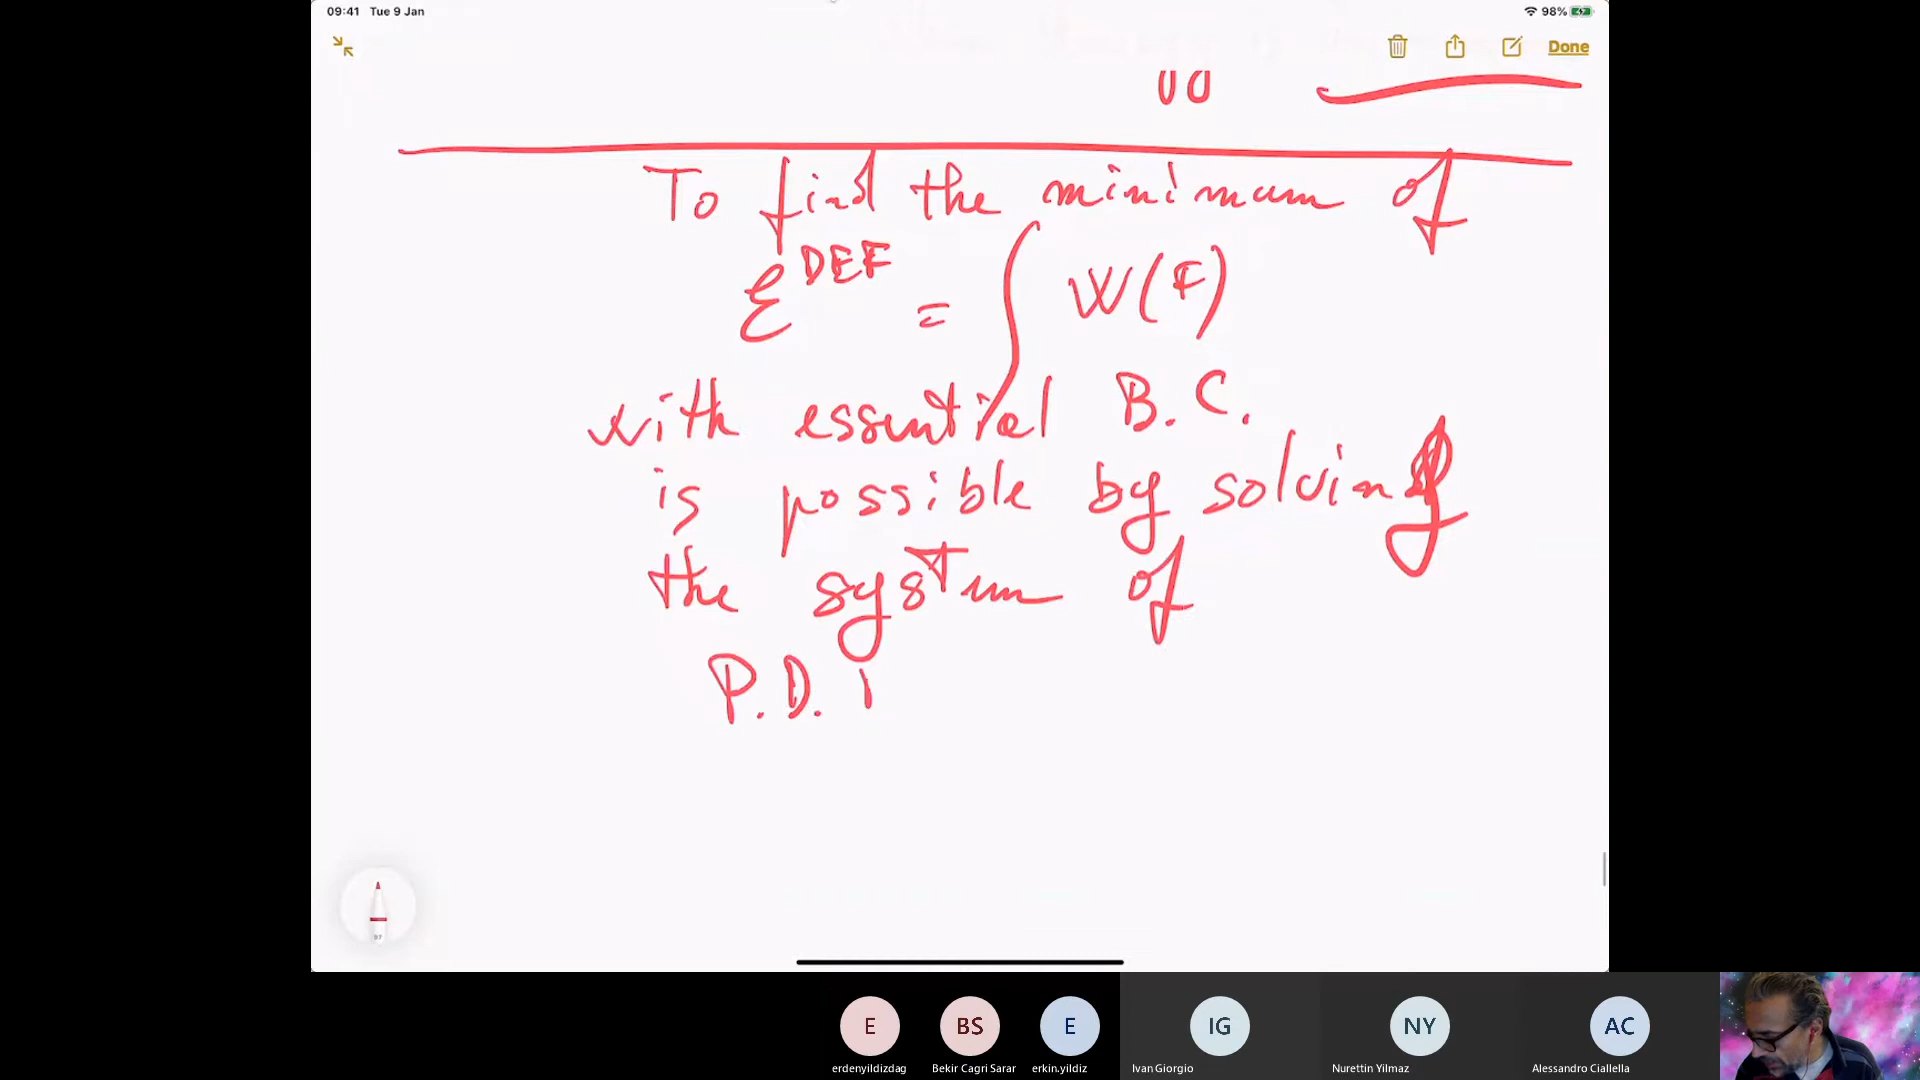 09:41 Tue 9 Jan
98%
Done
To find the minimum of
ℰ^DEF = ∫ W(F)
with essential B.C.
is possible by solving
the system of
P.D.
97
E
BS
E
IG
NY
AC
erdenyildizdag
Bekir Cagri Sarar
erkin.yildiz
Ivan Giorgio
Nurettin Yilmaz
Alessandro Ciallella